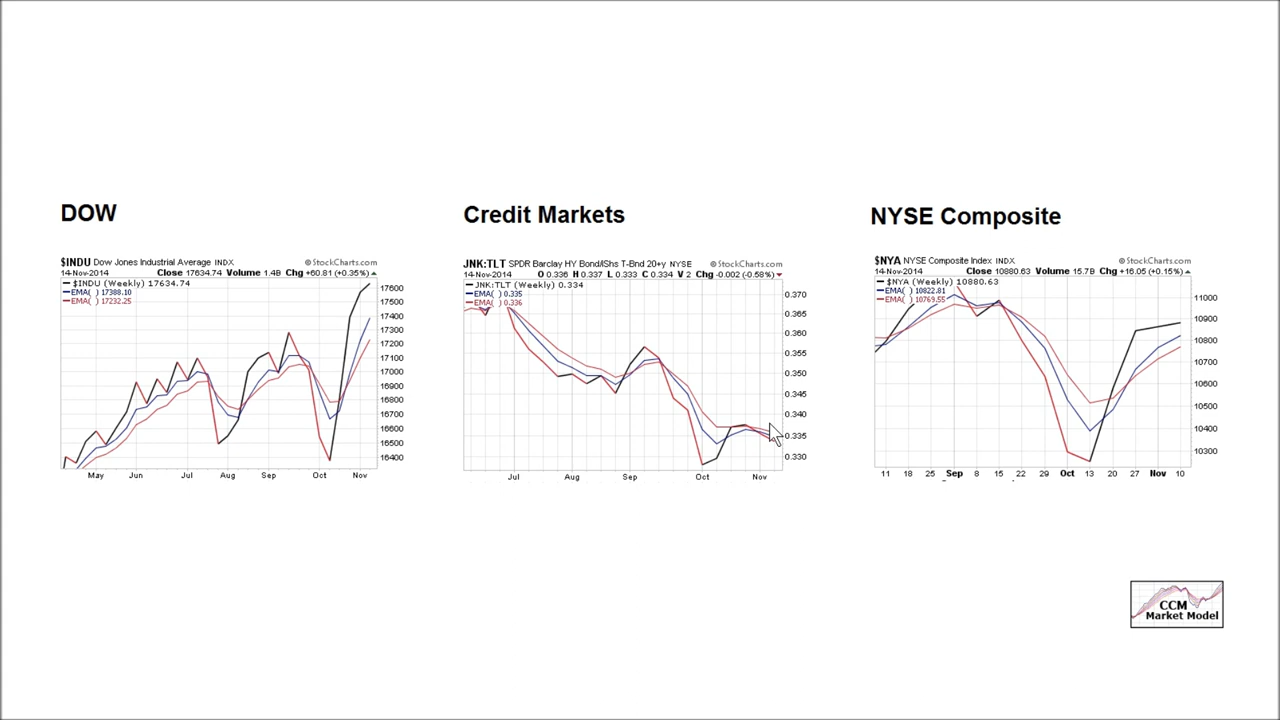 DOW
$INDU Dow Jones Industrial Average INDX © StockCharts.com
14-Nov-2014 Close 17634.74 Volume 1.4B Chg +60.81 (+0.35%)
$INDU (Weekly) 17634.74
EMA( ) 17388.10
EMA( ) 17232.25
17600
17500
17400
17300
17200
17100
17000
16900
16800
16700
16600
16500
16400
May Jun Jul Aug Sep Oct Nov
Credit Markets
JNK:TLT SPDR Barclay HY Bond/iShs T-Bnd 20+y NYSE © StockCharts.com
14-Nov-2014 O 0.336 H 0.337 L 0.333 C 0.334 V 2 Chg -0.002 (-0.58%)
JNK:TLT (Weekly) 0.334
EMA( ) 0.335
EMA( ) 0.336
0.370
0.365
0.360
0.355
0.350
0.345
0.340
0.335
0.330
Jul Aug Sep Oct Nov
NYSE Composite
$NYA NYSE Composite Index INDX © StockCharts.com
14-Nov-2014 Close 10880.63 Volume 15.7B Chg +16.05 (+0.15%)
$NYA (Weekly) 10880.63
EMA( ) 10822.81
EMA( ) 10769.55
11000
10900
10800
10700
10600
10500
10400
10300
11 18 25 Sep 8 15 22 29 Oct 13 20 27 Nov 10
CCM
Market Model